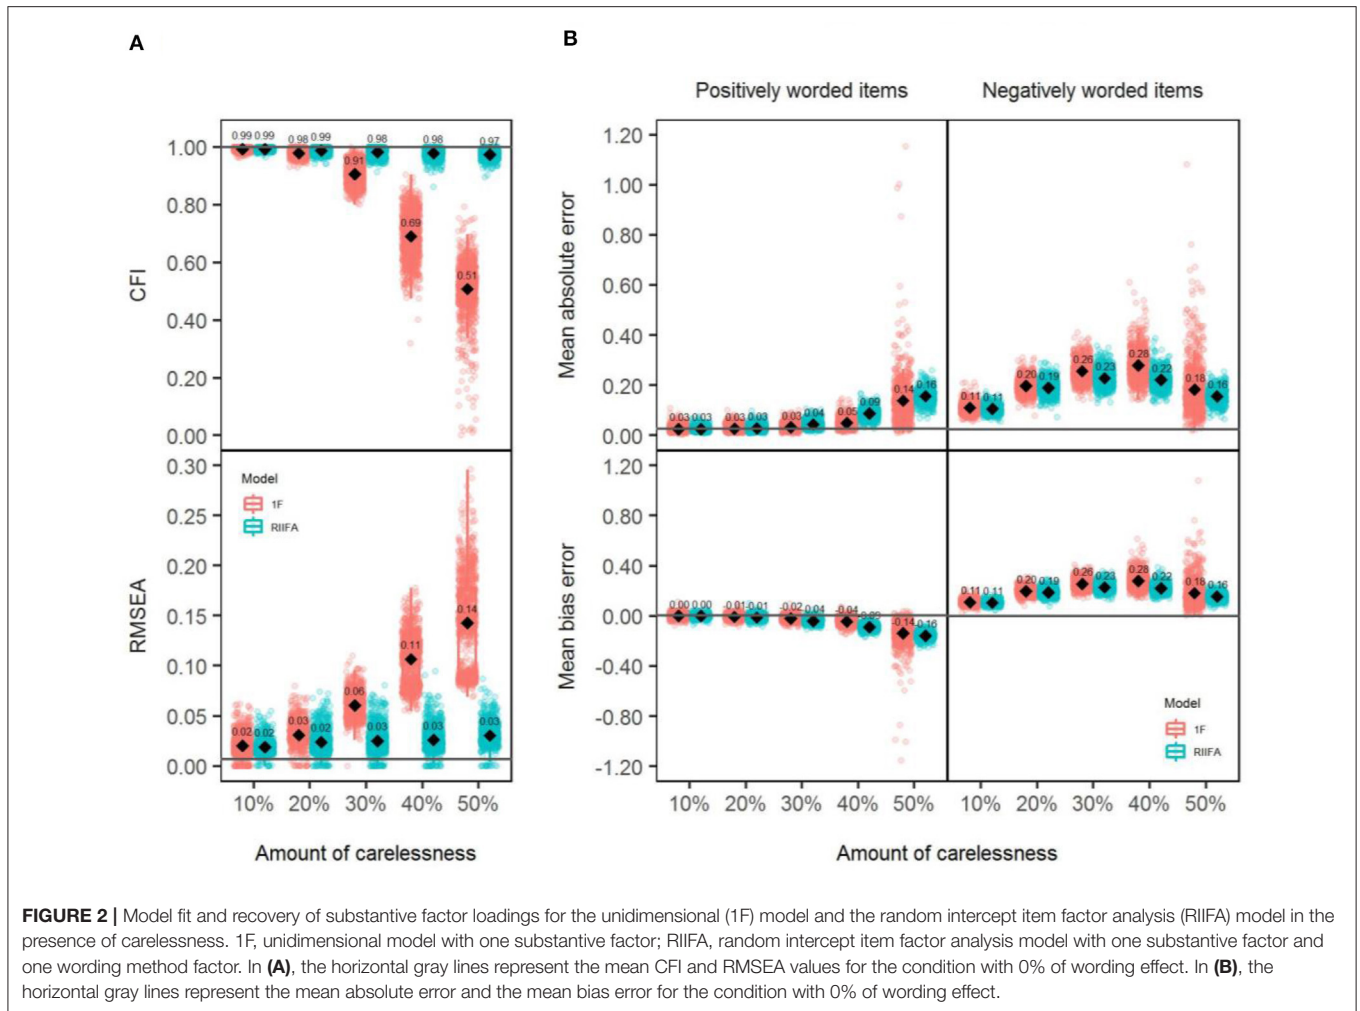 A
B
Positively worded items
Negatively worded items
CFI
1.00
0.80
0.60
0.40
0.20
0.00
0.99 0.99
0.98 0.99
0.91 0.98
0.69 0.98
0.51 0.97
RMSEA
0.30
0.25
0.20
0.15
0.10
0.05
0.00
Model
1F
RIIFA
0.02 0.02
0.03 0.02
0.06 0.03
0.11 0.03
0.14 0.03
10% 20% 30% 40% 50%
Amount of carelessness
Mean absolute error
1.20
1.00
0.80
0.60
0.40
0.20
0.00
0.03 0.03
0.03 0.03
0.03 0.04
0.05 0.09
0.14 0.16
0.11 0.11
0.20 0.19
0.26 0.23
0.28 0.22
0.18 0.16
Mean bias error
1.20
0.80
0.40
0.00
-0.40
-0.80
-1.20
0.00 0.00
-0.01 -0.01
-0.02 0.04
-0.04 -0.09
-0.14 -0.16
0.11 0.11
0.20 0.19
0.26 0.23
0.28 0.22
0.18 0.16
Model
1F
RIIFA
10% 20% 30% 40% 50%
10% 20% 30% 40% 50%
Amount of carelessness
FIGURE 2 | Model fit and recovery of substantive factor loadings for the unidimensional (1F) model and the random intercept item factor analysis (RIIFA) model in the
presence of carelessness. 1F, unidimensional model with one substantive factor; RIIFA, random intercept item factor analysis model with one substantive factor and
one wording method factor. In (A), the horizontal gray lines represent the mean CFI and RMSEA values for the condition with 0% of wording effect. In (B), the
horizontal gray lines represent the mean absolute error and the mean bias error for the condition with 0% of wording effect.